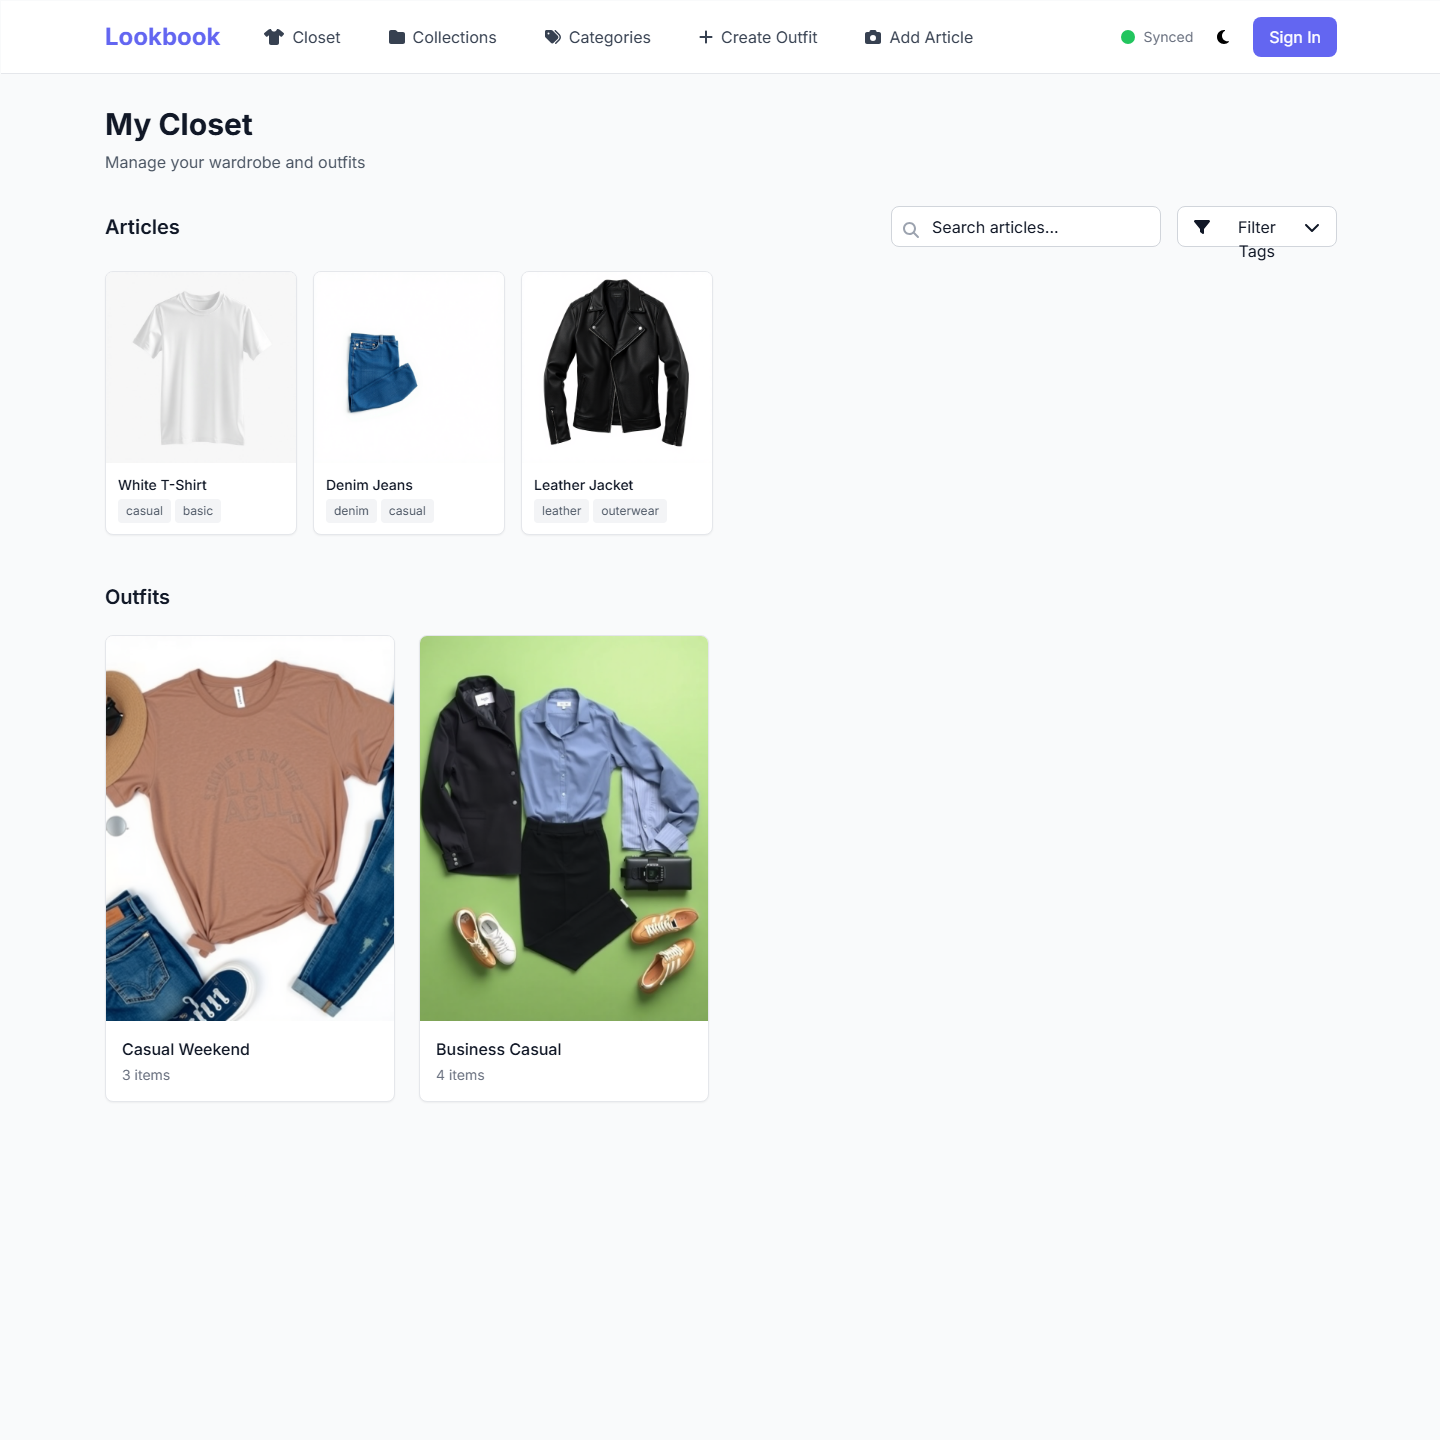 Lookbook Closet Collections Categories Create Outfit Add Article Synced Sign In
My Closet
Manage your wardrobe and outfits
Articles Search articles... Filter
Tags
White T-Shirt Denim Jeans Leather Jacket
casual basic denim casual leather outerwear
Outfits
Casual Weekend Business Casual
3 items 4 items